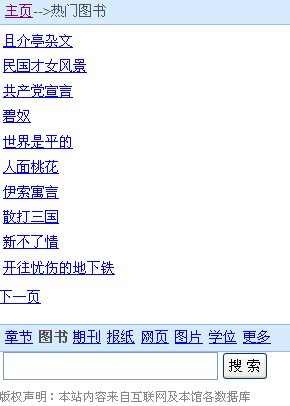 主页-->热门图书
且介亭杂文
民国才女风景
共产党宣言
碧奴
世界是平的
人面桃花
伊索寓言
散打三国
新不了情
开往忧伤的地下铁
下一页
章节 图书 期刊 报纸 网页 图片 学位 更多
搜 索
版权声明：本站内容来自互联网及本馆各数据库